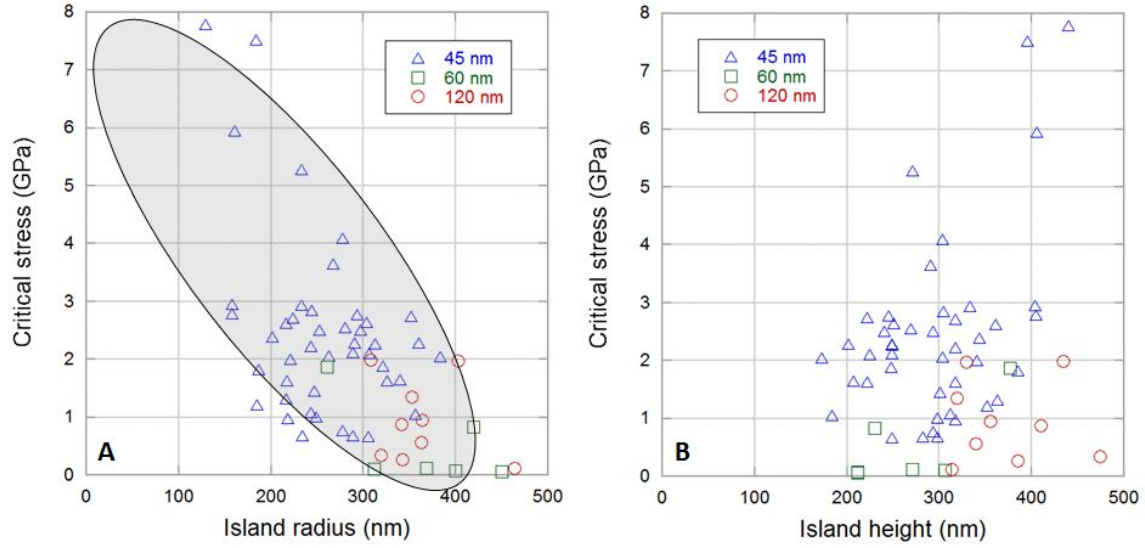 8
7
6
5
4
3
2
1
0
Critical stress (GPa)
45 nm
60 nm
120 nm
A
0 100 200 300 400 500
Island radius (nm)
8
7
6
5
4
3
2
1
0
Critical stress (GPa)
45 nm
60 nm
120 nm
B
0 100 200 300 400 500
Island height (nm)